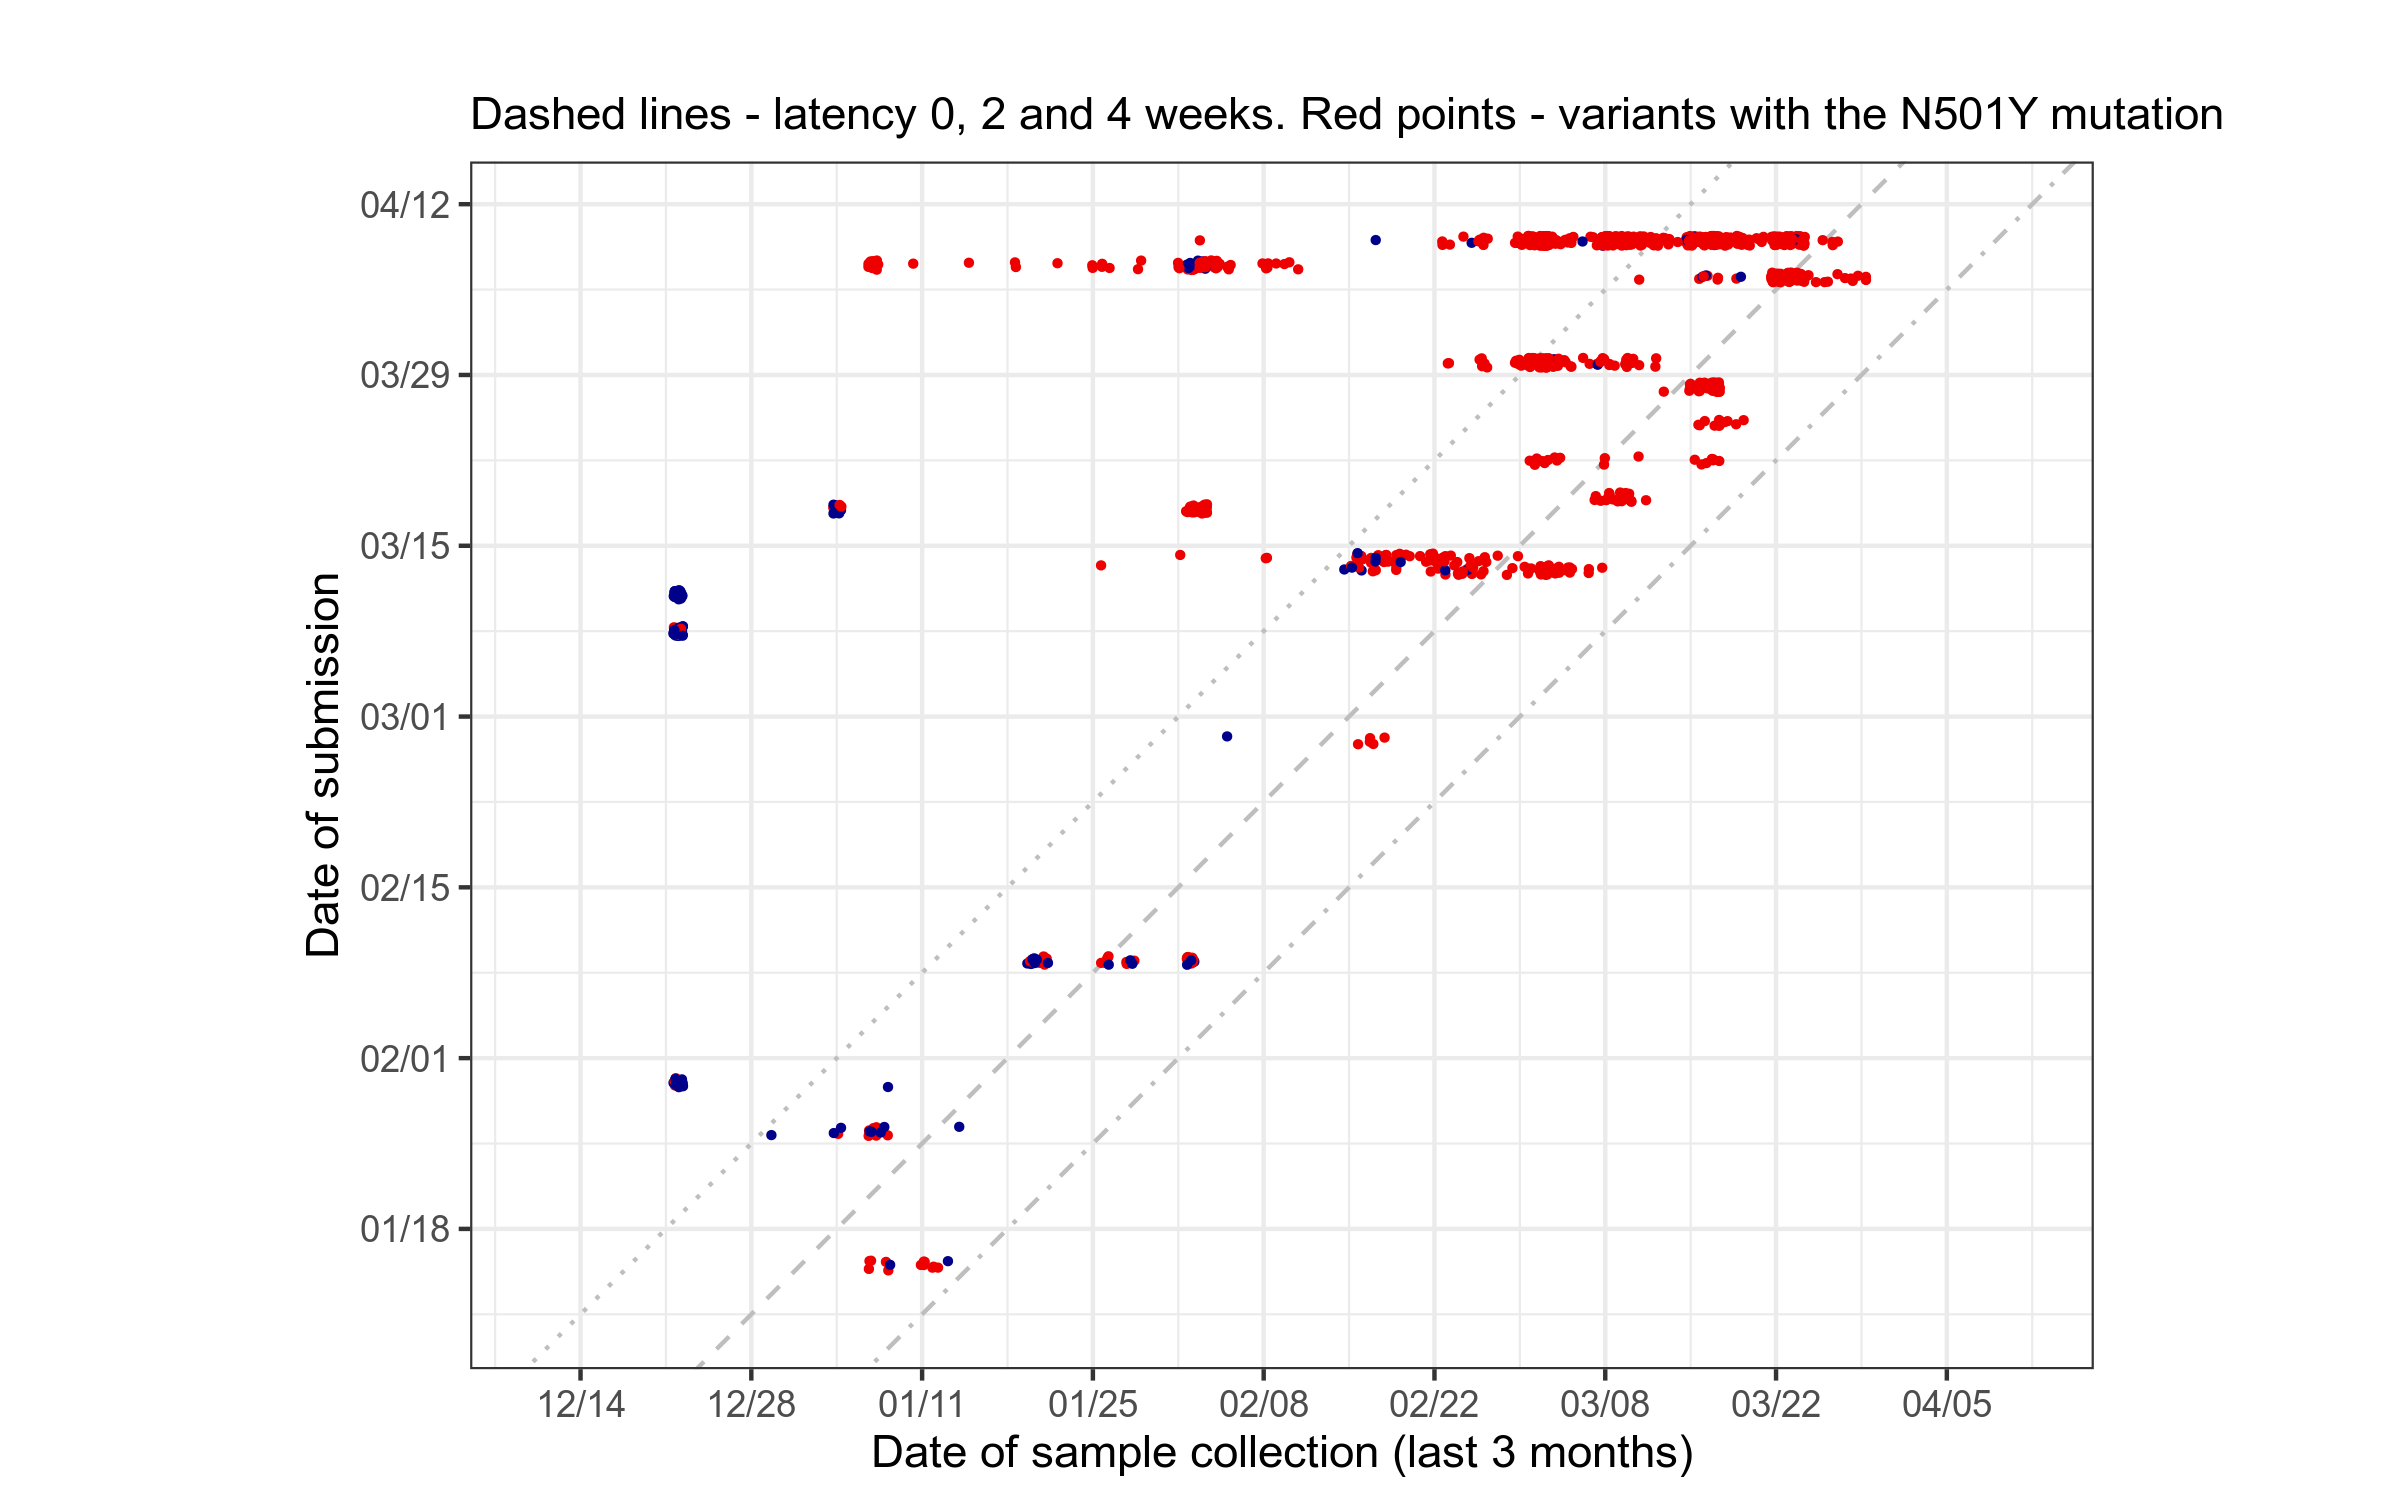 Dashed lines - latency 0, 2 and 4 weeks. Red points - variants with the N501Y mutation
Date of submission
04/12
03/29
03/15
03/01
02/15
02/01
01/18
12/14 12/28 01/11 01/25 02/08 02/22 03/08 03/22 04/05
Date of sample collection (last 3 months)